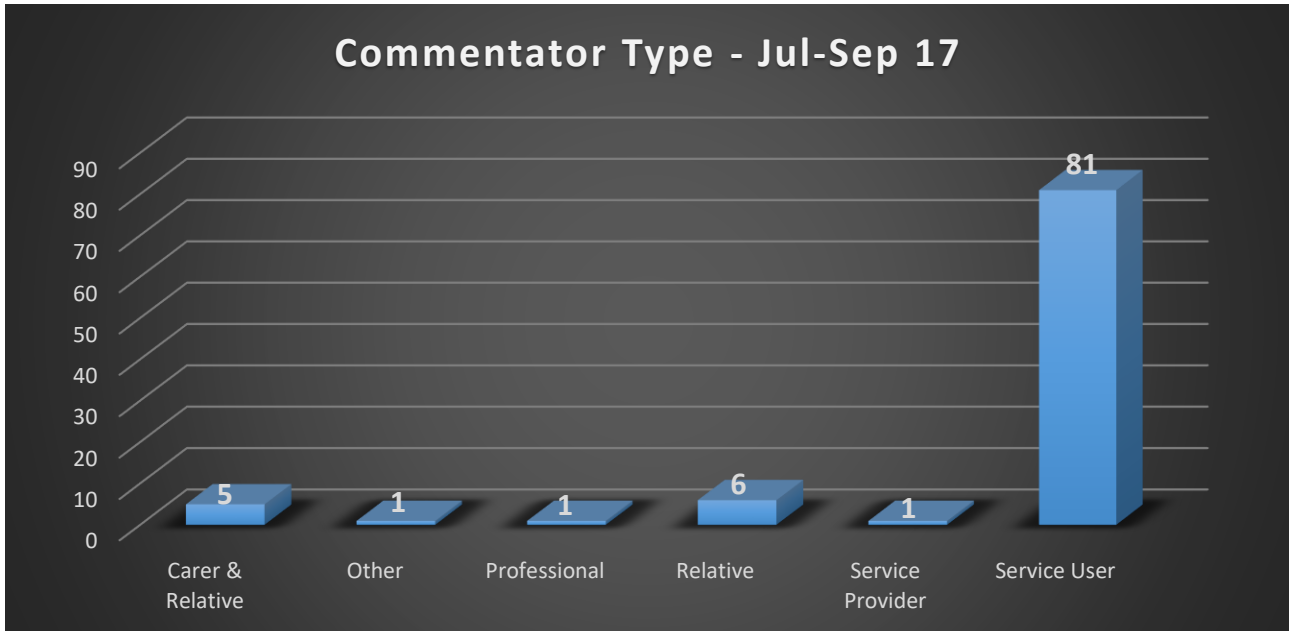 Commentator Type - Jul-Sep 17
90
80
70
60
50
40
30
20
10
0
5
1
1
6
1
81
Carer & Relative
Other
Professional
Relative
Service Provider
Service User